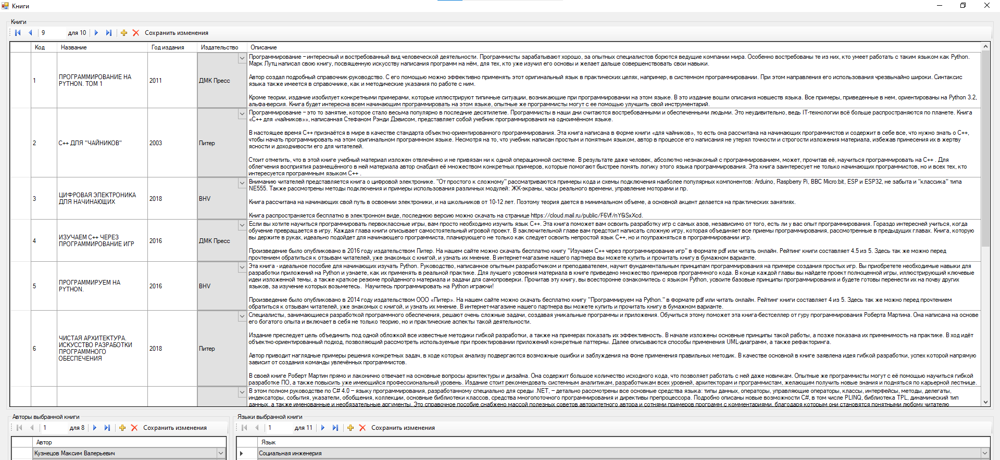 Книги
Книги
9 для 10 Сохранить изменения
Код Название Год издания Издательство Описание
1 ПРОГРАММИРОВАНИЕ НА PYTHON. ТОМ 1 2011 ДМК Пресс
Программирование – интересный и востребованный вид человеческой деятельности. Программисты зарабатывают хорошо, за опытных специалистов борются ведущие компании мира. Особенно востребованы те из них, кто умеет работать с таким языком как Python.
Марк Лутц написал свою книгу, посвященную искусству написания программ на нём, для тех, кто уже изучил его основы и желает дальше совершенствовать свои навыки.
Автор создал подробный справочник-руководство. С его помощью можно эффективно применять этот оригинальный язык в практических целях, например, в системном программировании. При этом направления его использования чрезвычайно широки. Синтаксис
языка также имеется в справочнике, как и методические указания по работе с ним.
Кроме теории, издание изобилует конкретными примерами, которые иллюстрируют типичные ситуации, возникающие при программировании на этом языке. В это издание вошли описания новшеств языка. Все примеры, приведенные в нем, ориентированы на Python 3.2,
альфа-версия. Книга будет интересна всем начинающим программировать на этом языке, опытные же программисты могут с ее помощью улучшить свой инструментарий.
2 C++ ДЛЯ "ЧАЙНИКОВ" 2003 Питер
Программирование – это то занятие, которое стало весьма популярно в последние десятилетие. Программисты в наши дни считаются востребованными и обеспеченными людьми. Это неудивительно, ведь IT-технологии всё больше распространяются по планете. Книга
«C++ для «чайников»», написанная Стефаном Рэнди Дэвисом, представляет собой учебник программирования на одноимённом языке.
В настоящее время C++ признаётся в мире в качестве стандарта объектно-ориентированного программирования. Эта книга написана в форме книги «для чайников», то есть она рассчитана на начинающих программистов и содержит в себе все, что нужно знать о C++,
чтобы начать программировать на этом оригинальном программном языке. Несмотря на то, что учебник написан простым и понятным языком, автор в процессе его написания не утерял точности и строгости изложения материала, избежав принесения их в жертву
ясности и доходчивости его для читателей.
Стоит отметить, что в этой книге учебный материал изложен отвлечённо и не привязан ни к одной операционной системе. В результате даже человек, абсолютно незнакомый с программированием, может, прочитав её, научиться программировать на C++ . Для
облегчения восприятия размещённого в ней материала автор снабдил её множеством конкретных примеров, которые помогают быстрее понять логику этого языка программирования. Эта книга заинтересует не только начинающих программистов, но и всех тех, кто
интересуется программным языком C++ .
3 ЦИФРОВАЯ ЭЛЕКТРОНИКА ДЛЯ НАЧИНАЮЩИХ 2018 BHV
Вниманию читателей представляется книга о цифровой электронике. "От простого к сложному" рассматриваются примеры кода и схемы подключения наиболее популярных компонентов: Arduino, Raspberry Pi, BBC Micro:bit, ESP и ESP32, не забыта и "классика" типа
NE555. Также рассмотрены методы подключения и примеры использования различных модулей: ЖК-экраны, часы реального времени, управление моторами и пр.
Книга рассчитана на начинающих свой путь в освоении электроники, и на школьников от 10-12 лет. Поэтому теория дается в минимальном объеме, а основной акцент делается на практических занятиях.
Книга распространяется бесплатно в электронном виде, последнюю версию можно скачать на странице https://cloud.mail.ru/public/F6Vf/nY6iSxXcd.
4 ИЗУЧАЕМ C++ ЧЕРЕЗ ПРОГРАММИРОВАНИЕ ИГР 2016 ДМК Пресс
Если вы хотите научиться программировать первоклассные игры, вам просто необходимо изучить язык C++. Эта книга поможет вам освоить разработку игр с самых азов, независимо от того, есть ли у вас опыт программирования. Гораздо интересней учиться, когда
обучение превращается в игру. Каждая глава книги описывает самостоятельный игровой проект. В заключительной главе вам предстоит написать сложную игру, которая объединяет все приемы программирования, рассмотренные в предыдущих главах. Книга, которую
вы держите в руках, идеально подойдет для начинающего программиста, планирующего не только как следует освоить непростой язык C++, но и поупражняться в программировании игр.
Произведение было опубликовано в 2016 году издательством Питер. На нашем сайте можно скачать бесплатно книгу "Изучаем C++ через программирование игр" в формате pdf или читать онлайн. Рейтинг книги составляет 4.5 из 5. Здесь так же можно перед
прочтением обратиться к отзывам читателей, уже знакомых с книгой, и узнать их мнение. В интернет-магазине нашего партнера вы можете купить и прочитать книгу в бумажном варианте.
5 ПРОГРАММИРУЕМ НА PYTHON. 2016 BHV
Эта книга - идеальное пособие для начинающих изучать Python. Руководство, написанное опытным разработчиком и преподавателем, научит фундаментальным принципам программирования на примере создания простых игр. Вы приобретете необходимые навыки для
разработки приложений на Python и узнаете, как их применять в реальной практике. Для лучшего усвоения материала в книге приведено множество примеров программного кода. В конце каждой главы вы найдете проект полноценной игры, иллюстрирующий ключевые
идеи изложенной темы, а также краткое резюме пройденного материала и задачи для самопроверки. Прочитав эту книгу, вы всесторонне ознакомитесь с языком Python, усвоите базовые принципы программирования и будете готовы перенести их на почву других
языков, за изучение которых возьметесь. Научитесь программировать на Python играючи!
Произведение было опубликовано в 2014 году издательством ООО «Питер». На нашем сайте можно скачать бесплатно книгу "Программируем на Python." в формате pdf или читать онлайн. Рейтинг книги составляет 4 из 5. Здесь так же можно перед прочтением
обратиться к отзывам читателей, уже знакомых с книгой, и узнать их мнение. В интернет-магазине нашего партнера вы можете купить и прочитать книгу в бумажном варианте.
6 ЧИСТАЯ АРХИТЕКТУРА. ИСКУССТВО РАЗРАБОТКИ ПРОГРАММНОГО ОБЕСПЕЧЕНИЯ 2018 Питер
Специалисты, занимающиеся разработкой программного обеспечения, решают очень сложные задачи, создавая уникальные программы и приложения. Обучиться этому поможет эта книга-бестселлер от гуру программирования Роберта Мартина. Она написана на основе
его богатого опыта и включает в себя не только теорию, но и практические аспекты такой деятельности.
Издание преследует цель объединить под одной обложкой все известные методики гибкой разработки, а также на примерах показать их эффективность. В начале изложены основные принципы такой работы, а позже показана их применимость на практике. В ход идёт
объектно-ориентированный подход, позволяющий рассмотреть используемые при проектировании приложений конкретные паттерны. Далее описываются способы применения UML-диаграмм, а также рефакторинга.
Автор приводит наглядные примеры решения конкретных задач, в ходе которых анализу подвергаются возможные ошибки и заблуждения на фоне применения правильных методик. В качестве основной в книге заявлена идея гибкой разработки, успех которой напрямую
зависит от создания команды увлечённых программистов.
В своей книге Роберт Мартин прямо и лаконично отвечает на основные вопросы архитектуры и дизайна. Она содержит большое количество исходного кода, что позволяет работать с ней даже новичкам. Опытные же программисты могут с её помощью научиться гибкой
разработке ПО, а также повысить уже имеющийся профессиональный уровень. Издание стоит рекомендовать системным аналитикам, разработчикам всех уровней, архитекторам и программистам, желающим получить новые знания и подняться по карьерной лестнице.
В этом полном руководстве по C# 4.0 – языку программирования, разработанному специально для среды .NET, – детально рассмотрены все основные средства языка: типы данных, операторы, управляющие операторы, классы, интерфейсы, методы, делегаты,
индексаторы, события, указатели, обобщения, коллекции, основные библиотеки классов, средства многопоточного программирования и директивы препроцессора. Подробно описаны новые возможности C#, в том числе PLINQ, библиотека TPL, динамический тип
данных, а также именованные и необязательные аргументы. Это справочное пособие снабжено массой полезных советов авторитетного автора и сотнями примеров программ с комментариями, благодаря которым они становятся понятными любому читателю
Авторы выбранной книги
1 для 8 Сохранить изменения
Автор
Кузнецов Максим Валерьевич
Языки выбранной книги
1 для 11 Сохранить изменения
Язык
Социальная инженерия